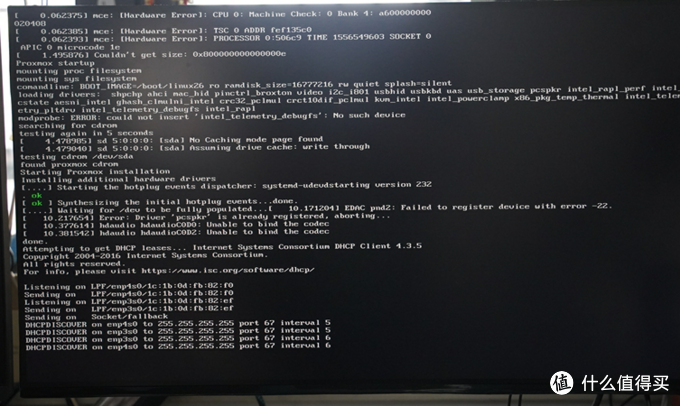 [    0.062375] mce: [Hardware Error]: CPU 0: Machine Check: 0 Bank 4: a600000000
020408
[    0.062385] mce: [Hardware Error]: TSC 0 ADDR fef135c0
[    0.062393] mce: [Hardware Error]: PROCESSOR 0:506c9 TIME 1556549603 SOCKET 0
APIC 0 microcode 1e
[    1.495876] Couldn't get size: 0x800000000000000e
Proxmox startup
mounting proc filesystem
mounting sys filesystem
comandline: BOOT_IMAGE=/boot/linux26 ro ramdisk_size=16777216 rw quiet splash=silent
loading drivers:  shpchp ahci mac_hid pinctrl_broxton video i2c_i801 usbhid usbkbd uas usb_storage pcspkr intel_rapl_perf intel_c
cstate aesni_intel ghash_clmulni_intel crc32_pclmul crct10dif_pclmul kvm_intel intel_powerclamp x86_pkg_temp_thermal intel_telem
etry_pltdrv intel_telemetry_debugfs intel_rapl
modprobe: ERROR: could not insert 'intel_telemetry_debugfs': No such device
searching for cdrom
testing again in 5 seconds
[    4.478985] sd 5:0:0:0: [sda] No Caching mode page found
[    4.479040] sd 5:0:0:0: [sda] Assuming drive cache: write through
testing cdrom /dev/sda
found proxmox cdrom
Starting Proxmox installation
Installing additional hardware drivers
[....] Starting the hotplug events dispatcher: systemd-udevdstarting version 232
. ok
[ ok ] Synthesizing the initial hotplug events...done.
[....] Waiting for /dev to be fully populated...[   10.171204] EDAC pnd2: Failed to register device with error -22.
[   10.217654] Error: Driver 'pcspkr' is already registered, aborting...
[   10.377614] hdaudio hdaudioC0D0: Unable to bind the codec
[   10.381542] hdaudio hdaudioC0D2: Unable to bind the codec
done.
Attempting to get DHCP leases... Internet Systems Consortium DHCP Client 4.3.5
Copyright 2004-2016 Internet Systems Consortium.
All rights reserved.
For info, please visit https://www.isc.org/software/dhcp/
Listening on LPF/enp4s0/1c:1b:0d:fb:82:f0
Sending on   LPF/enp4s0/1c:1b:0d:fb:82:f0
Listening on LPF/enp3s0/1c:1b:0d:fb:82:ef
Sending on   LPF/enp3s0/1c:1b:0d:fb:82:ef
Sending on   Socket/fallback
DHCPDISCOVER on enp4s0 to 255.255.255.255 port 67 interval 5
DHCPDISCOVER on enp3s0 to 255.255.255.255 port 67 interval 5
DHCPDISCOVER on enp3s0 to 255.255.255.255 port 67 interval 6
DHCPDISCOVER on enp4s0 to 255.255.255.255 port 67 interval 6
值 什么值得买